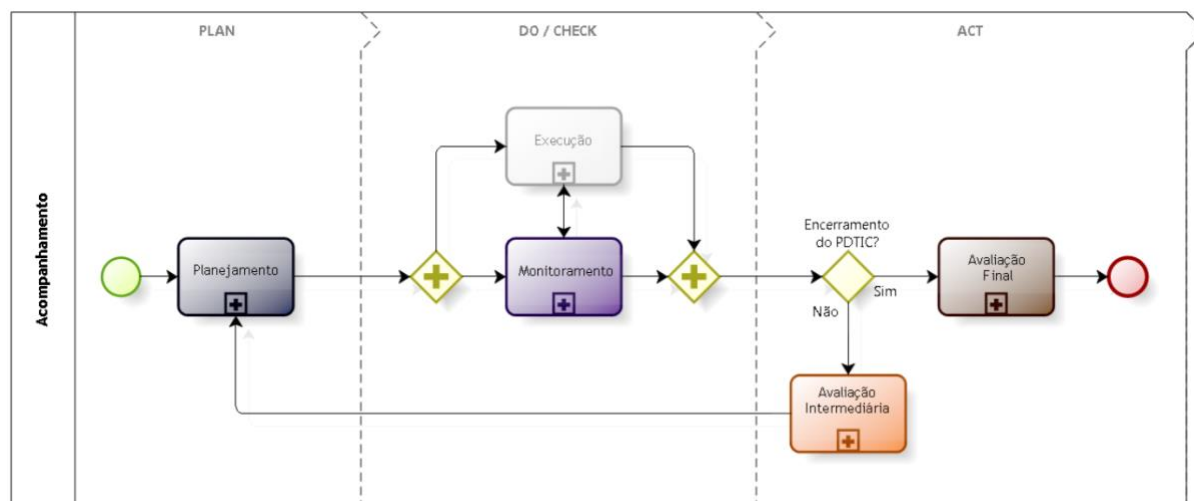 PLAN
DO / CHECK
ACT
Acompanhamento
Execução
Planejamento
Monitoramento
Encerramento
do PDTIC?
Sim
Não
Avaliação
Final
Avaliação
Intermediária